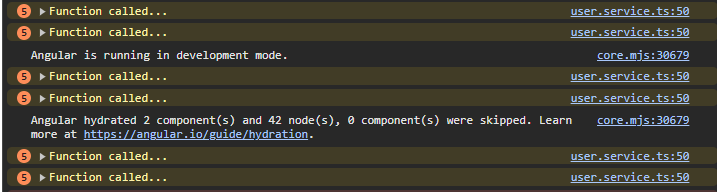 5 Function called... user.service.ts:50
5 Function called... user.service.ts:50
Angular is running in development mode. core.mjs:30679
5 Function called... user.service.ts:50
5 Function called... user.service.ts:50
Angular hydrated 2 component(s) and 42 node(s), 0 component(s) were skipped. Learn core.mjs:30679
more at https://angular.io/guide/hydration.
5 Function called... user.service.ts:50
5 Function called... user.service.ts:50